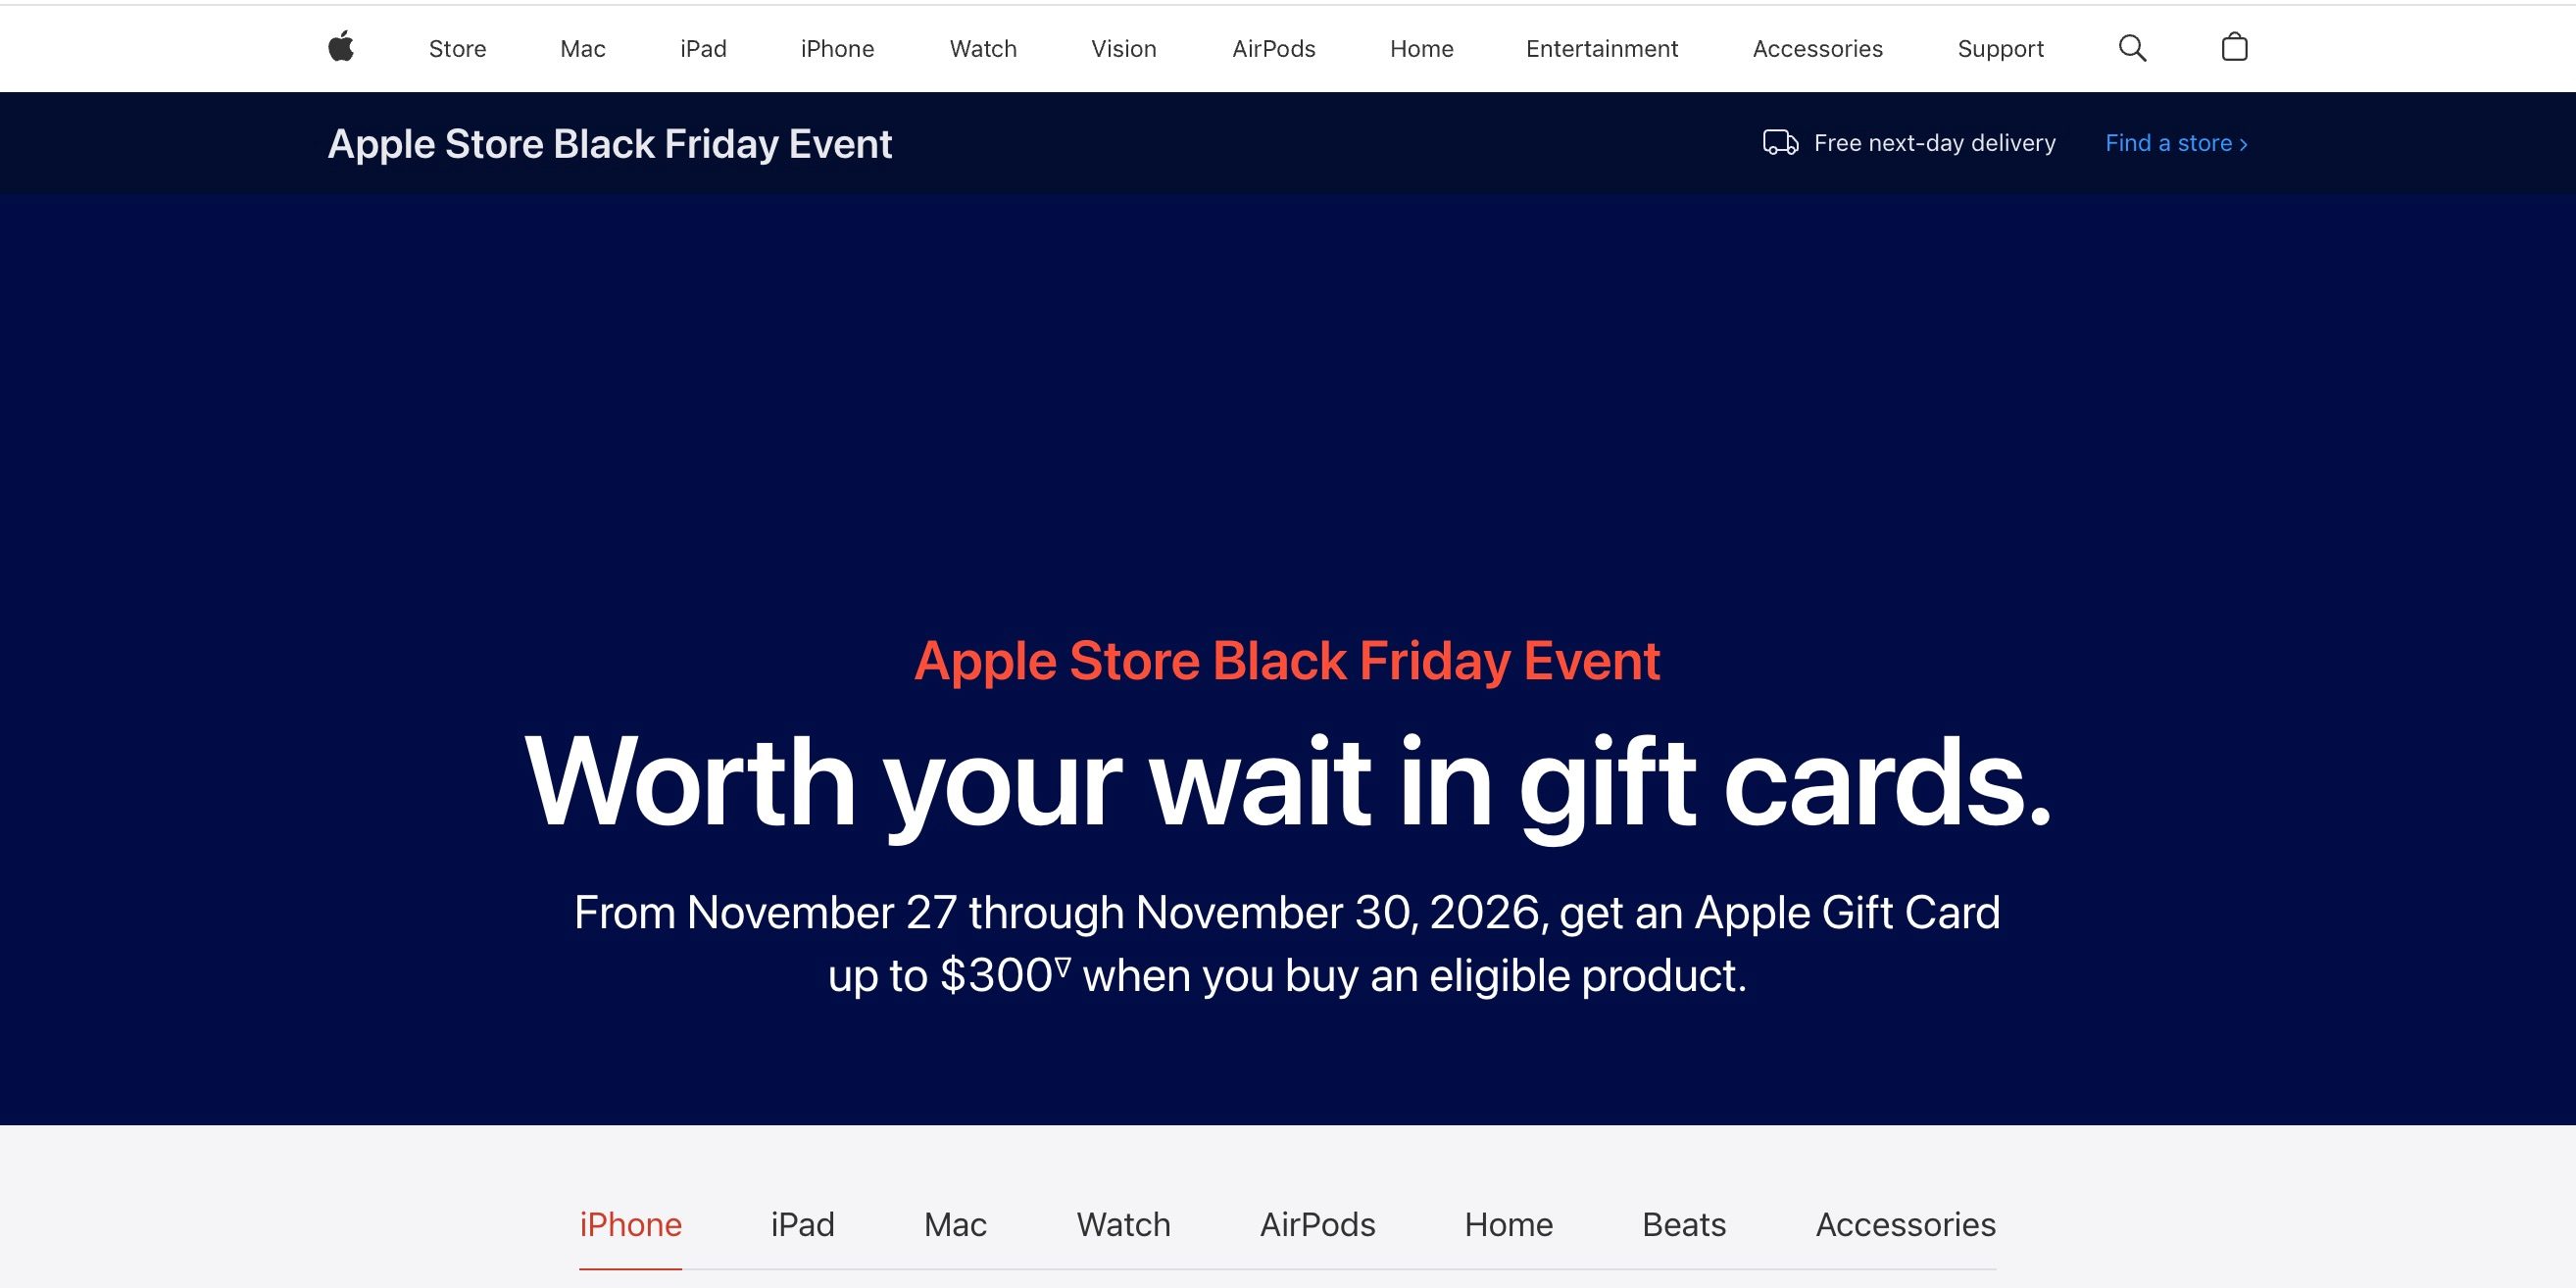 Store Mac iPad iPhone Watch Vision AirPods Home Entertainment Accessories Support
Apple Store Black Friday Event Free next-day delivery Find a store ›
Apple Store Black Friday Event
Worth your wait in gift cards.
From November 27 through November 30, 2026, get an Apple Gift Card
up to $300∇ when you buy an eligible product.
iPhone iPad Mac Watch AirPods Home Beats Accessories